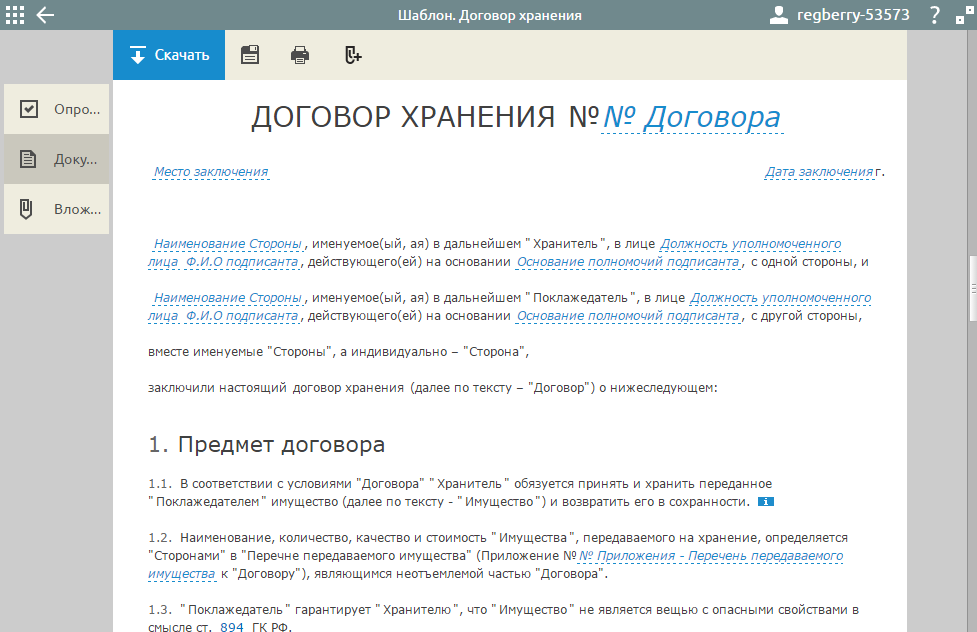 Шаблон. Договор хранения
regberry-53573
?
Скачать
Опро...
Доку...
Влож...
ДОГОВОР ХРАНЕНИЯ №№ Договора
Место заключения
Дата заключения г.
Наименование Стороны, именуемое(ый, ая) в дальнейшем "Хранитель", в лице Должность уполномоченного
лица Ф.И.О подписанта, действующего(ей) на основании Основание полномочий подписанта, с одной стороны, и
Наименование Стороны, именуемое(ый, ая) в дальнейшем "Поклажедатель", в лице Должность уполномоченного
лица Ф.И.О подписанта, действующего(ей) на основании Основание полномочий подписанта, с другой стороны,
вместе именуемые "Стороны", а индивидуально – "Сторона",
заключили настоящий договор хранения (далее по тексту – "Договор") о нижеследующем:
1. Предмет договора
1.1. В соответствии с условиями "Договора" "Хранитель" обязуется принять и хранить переданное
"Поклажедателем" имущество (далее по тексту - "Имущество") и возвратить его в сохранности. i
1.2. Наименование, количество, качество и стоимость "Имущества", передаваемого на хранение, определяется
"Сторонами" в "Перечне передаваемого имущества" (Приложение №№ Приложения - Перечень передаваемого
имущества к "Договору"), являющимся неотъемлемой частью "Договора".
1.3. "Поклажедатель" гарантирует "Хранителю", что "Имущество" не является вещью с опасными свойствами в
смысле ст. 894 ГК РФ.